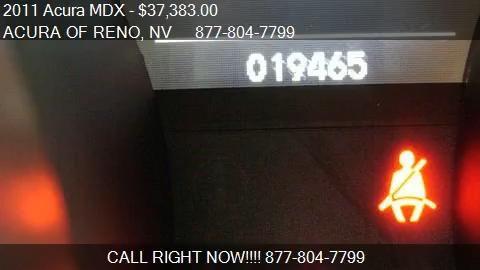 2011 Acura MDX - $37,383.00
ACURA OF RENO, NV 877-804-7799
019465
CALL RIGHT NOW!!!! 877-804-7799